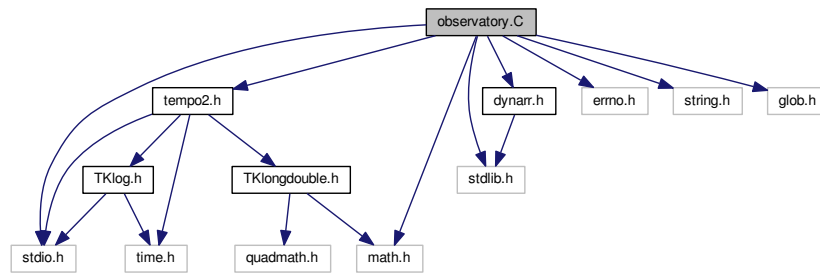 observatory.C
tempo2.h
dynarr.h
errno.h
string.h
glob.h
TKlog.h
TKlongdouble.h
stdlib.h
stdio.h
time.h
quadmath.h
math.h